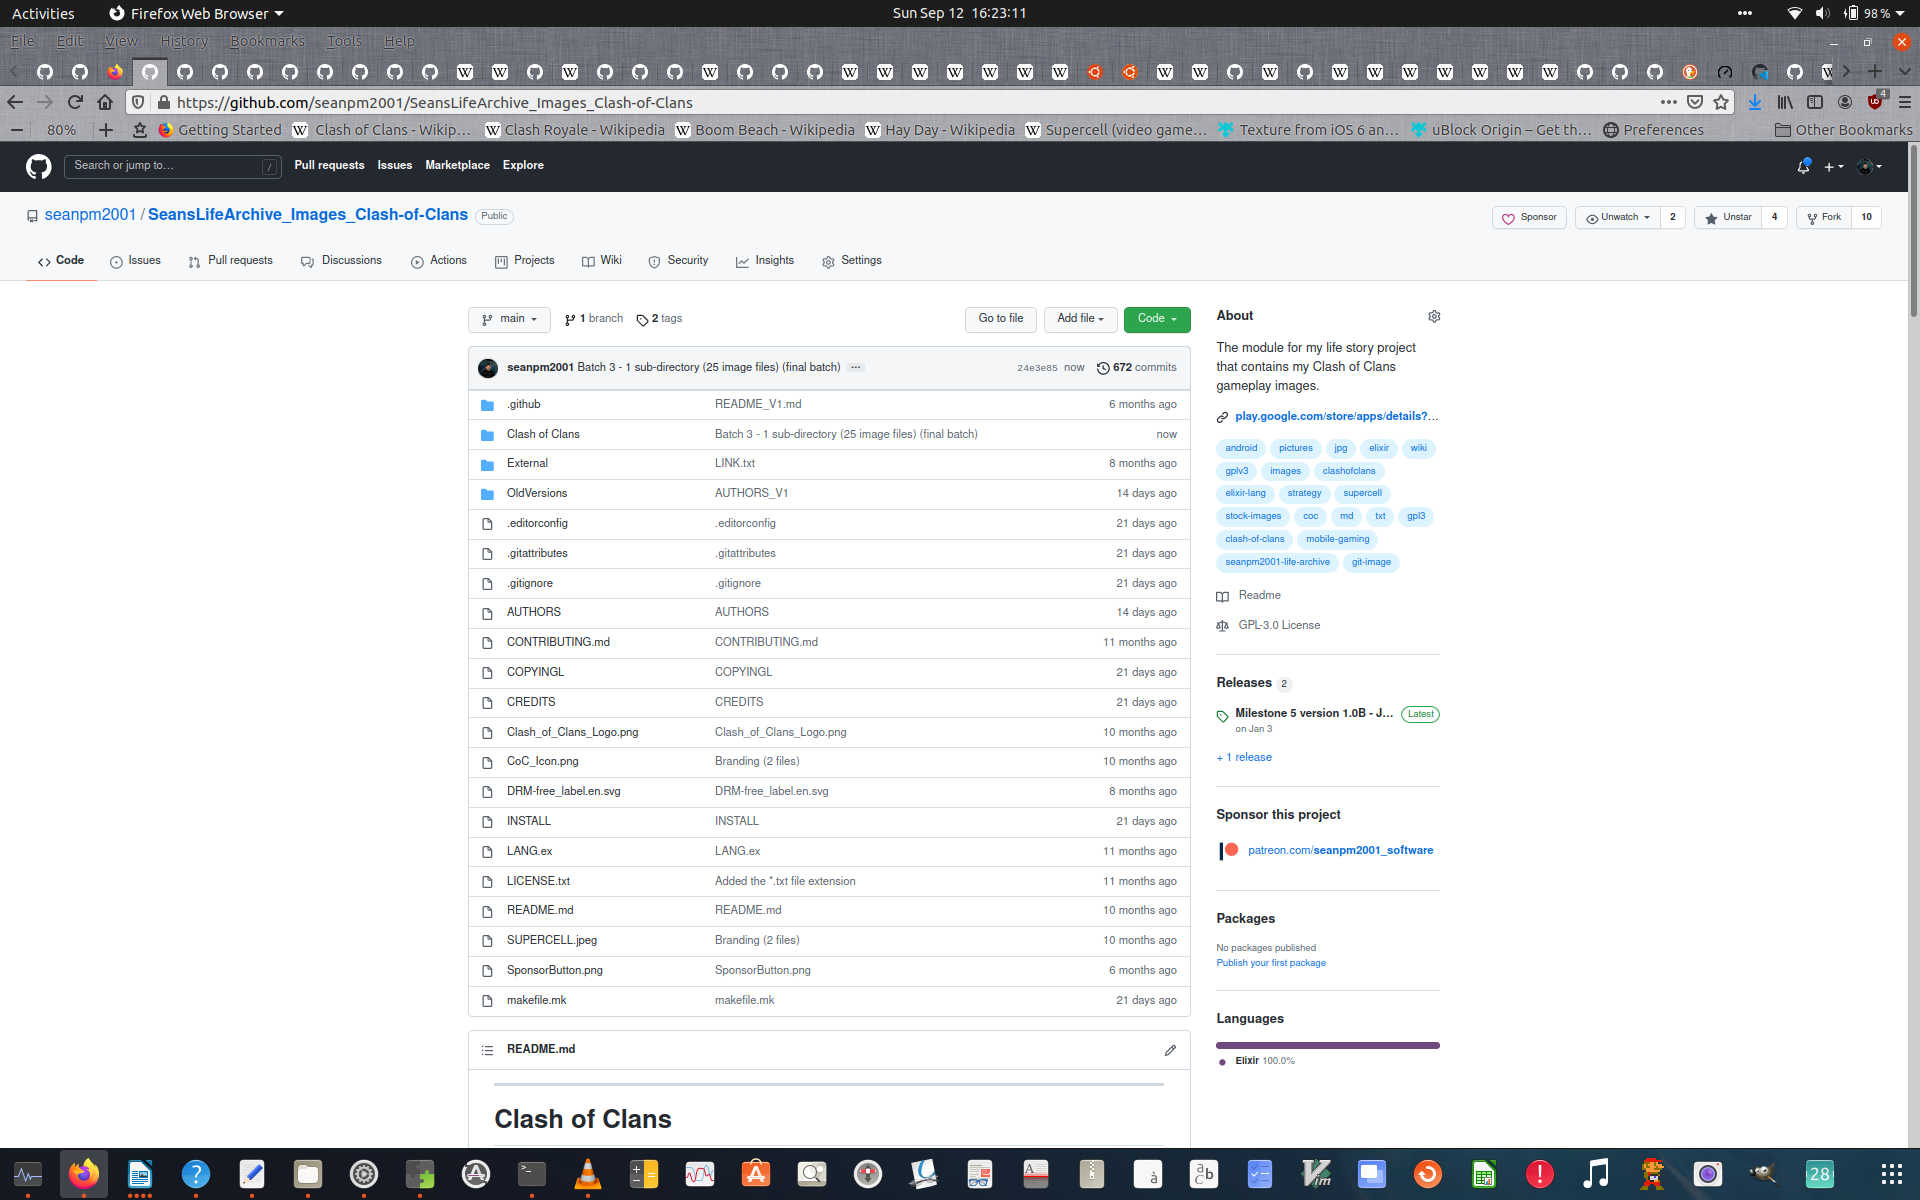 Activities Firefox Web Browser Sun Sep 12 16:23:11 98 %
File Edit View History Bookmarks Tools Help
https://github.com/seanpm2001/SeansLifeArchive_Images_Clash-of-Clans 4
80% Getting Started Clash of Clans - Wikip… Clash Royale - Wikipedia Boom Beach - Wikipedia Hay Day - Wikipedia Supercell (video game… Texture from iOS 6 an… uBlock Origin – Get th… Preferences Other Bookmarks
Search or jump to… / Pull requests Issues Marketplace Explore
seanpm2001 / SeansLifeArchive_Images_Clash-of-Clans Public Sponsor Unwatch 2 Unstar 4 Fork 10
Code Issues Pull requests Discussions Actions Projects Wiki Security Insights Settings
main 1 branch 2 tags Go to file Add file Code
seanpm2001 Batch 3 - 1 sub-directory (25 image files) (final batch) ... 24e3e85 now 672 commits
.github README_V1.md 6 months ago
Clash of Clans Batch 3 - 1 sub-directory (25 image files) (final batch) now
External LINK.txt 8 months ago
OldVersions AUTHORS_V1 14 days ago
.editorconfig .editorconfig 21 days ago
.gitattributes .gitattributes 21 days ago
.gitignore .gitignore 21 days ago
AUTHORS AUTHORS 14 days ago
CONTRIBUTING.md CONTRIBUTING.md 11 months ago
COPYINGL COPYINGL 21 days ago
CREDITS CREDITS 21 days ago
Clash_of_Clans_Logo.png Clash_of_Clans_Logo.png 10 months ago
CoC_Icon.png Branding (2 files) 10 months ago
DRM-free_label.en.svg DRM-free_label.en.svg 8 months ago
INSTALL INSTALL 21 days ago
LANG.ex LANG.ex 11 months ago
LICENSE.txt Added the *.txt file extension 11 months ago
README.md README.md 10 months ago
SUPERCELL.jpeg Branding (2 files) 10 months ago
SponsorButton.png SponsorButton.png 6 months ago
makefile.mk makefile.mk 21 days ago
README.md
Clash of Clans
About
The module for my life story project
that contains my Clash of Clans
gameplay images.
play.google.com/store/apps/details?…
android pictures jpg elixir wiki
gplv3 images clashofclans
elixir-lang strategy supercell
stock-images coc md txt gpl3
clash-of-clans mobile-gaming
seanpm2001-life-archive git-image
Readme
GPL-3.0 License
Releases 2
Milestone 5 version 1.0B - J… Latest
on Jan 3
+ 1 release
Sponsor this project
patreon.com/seanpm2001_software
Packages
No packages published
Publish your first package
Languages
Elixir 100.0%
28